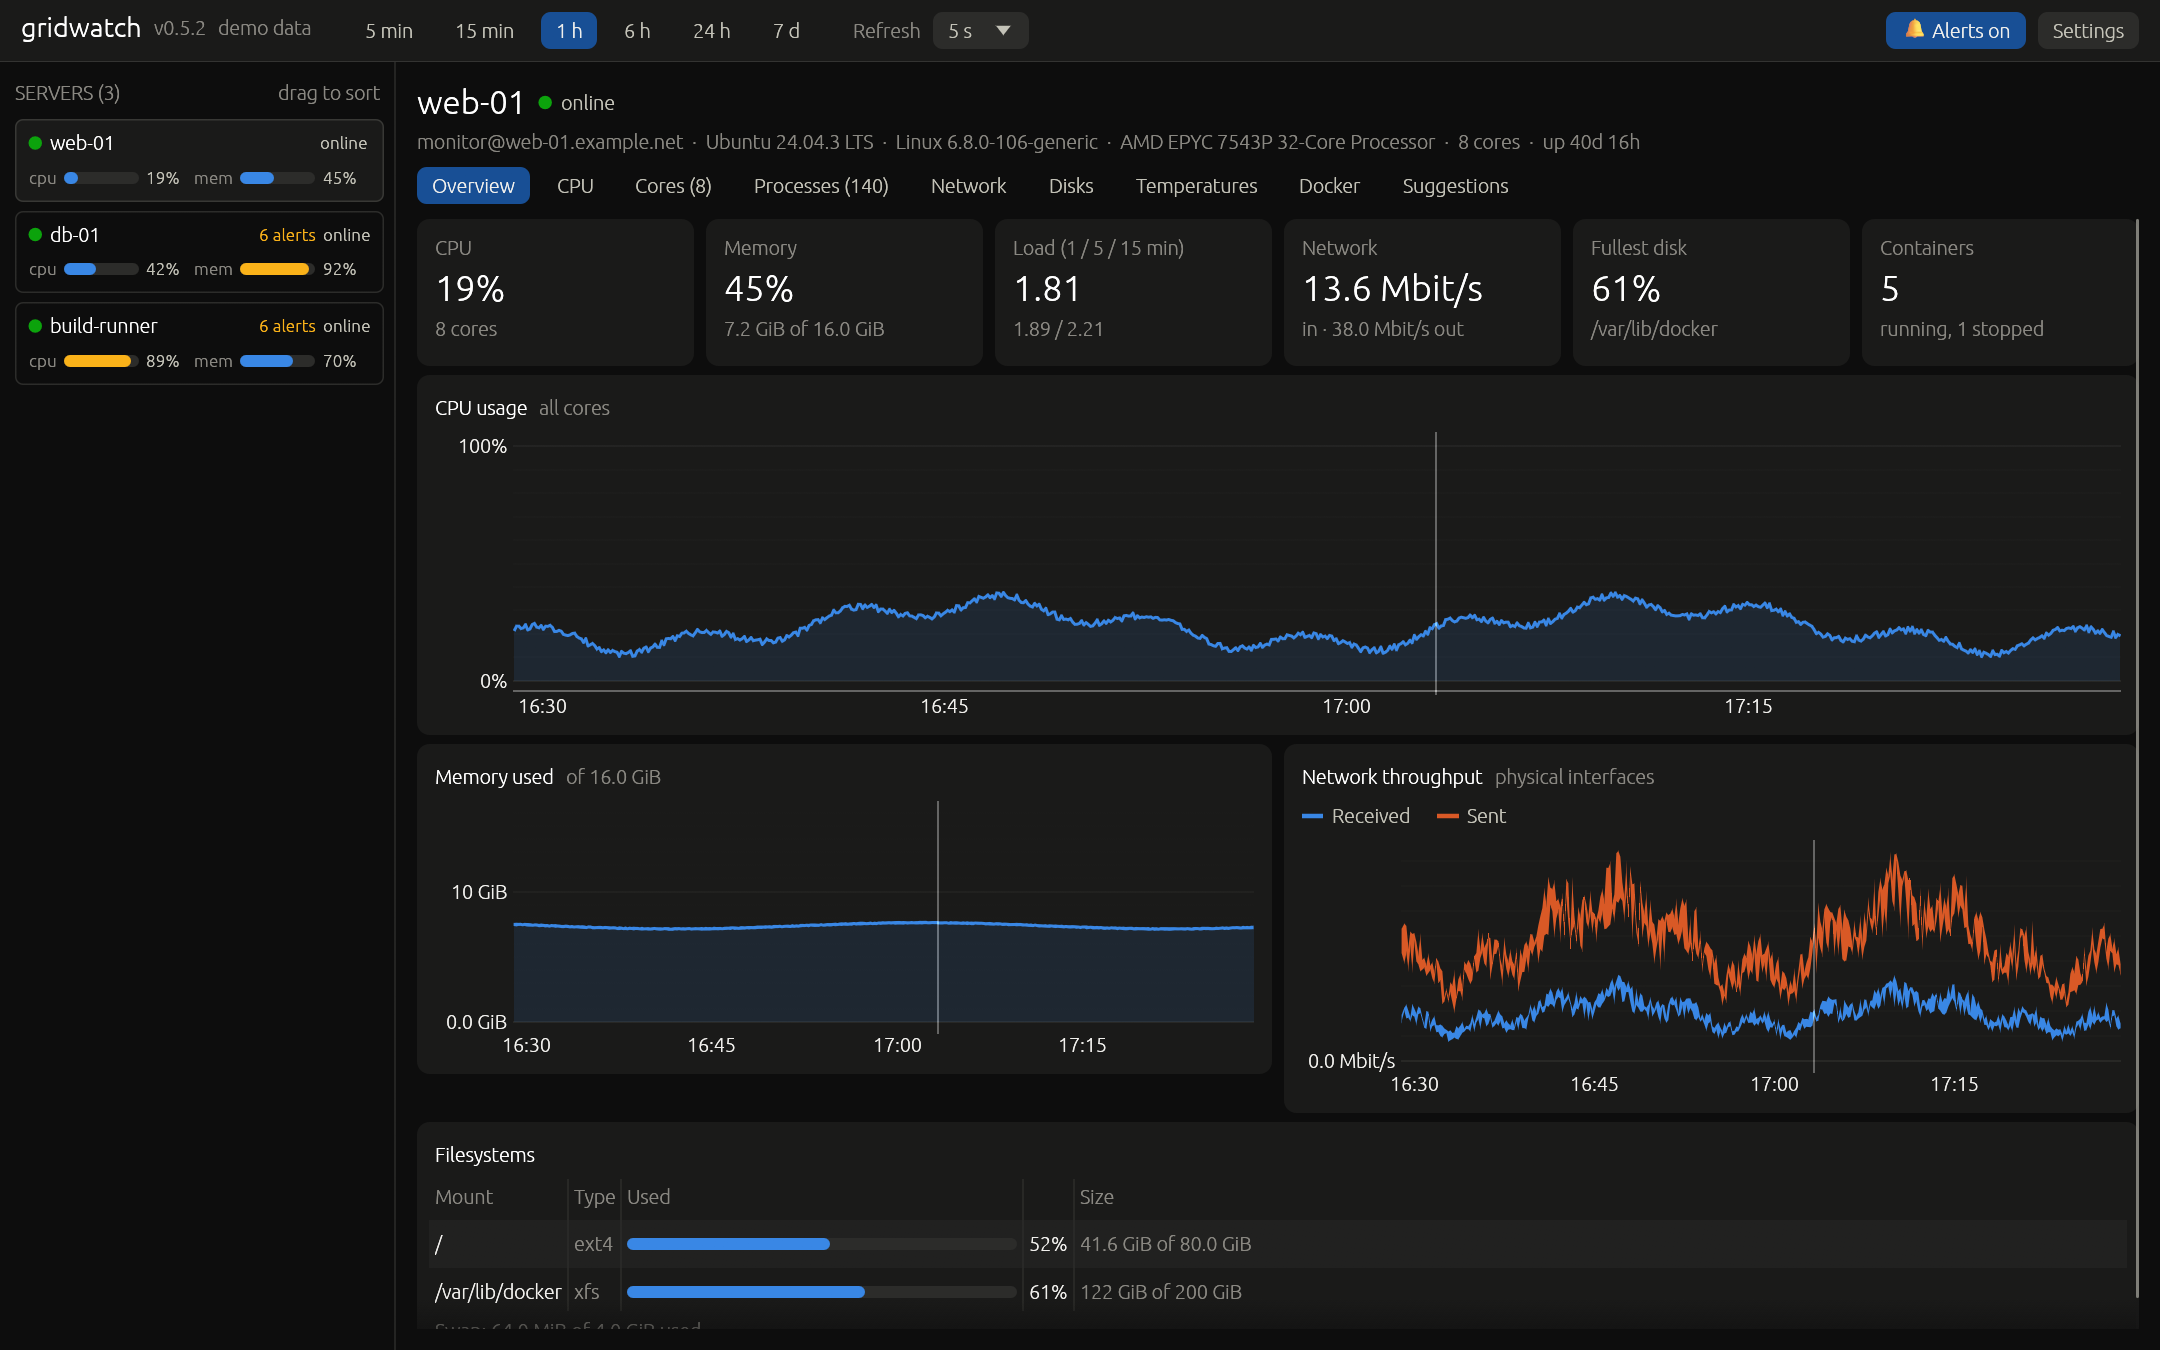 gridwatch v0.5.2 demo data 5 min 15 min 1 h 6 h 24 h 7 d Refresh 5 s Alerts on Settings
SERVERS (3) drag to sort
web-01 online
cpu 19% mem 45%
db-01 6 alerts online
cpu 42% mem 92%
build-runner 6 alerts online
cpu 89% mem 70%
web-01 online
monitor@web-01.example.net · Ubuntu 24.04.3 LTS · Linux 6.8.0-106-generic · AMD EPYC 7543P 32-Core Processor · 8 cores · up 40d 16h
Overview CPU Cores (8) Processes (140) Network Disks Temperatures Docker Suggestions
CPU
19%
8 cores
Memory
45%
7.2 GiB of 16.0 GiB
Load (1 / 5 / 15 min)
1.81
1.89 / 2.21
Network
13.6 Mbit/s
in · 38.0 Mbit/s out
Fullest disk
61%
/var/lib/docker
Containers
5
running, 1 stopped
CPU usage all cores
100%
0%
16:30 16:45 17:00 17:15
Memory used of 16.0 GiB
10 GiB
0.0 GiB
16:30 16:45 17:00 17:15
Network throughput physical interfaces
Received Sent
0.0 Mbit/s
16:30 16:45 17:00 17:15
Filesystems
Mount Type Used Size
/ ext4 52% 41.6 GiB of 80.0 GiB
/var/lib/docker xfs 61% 122 GiB of 200 GiB
Swap: 64.0 MiB of 4.0 GiB used